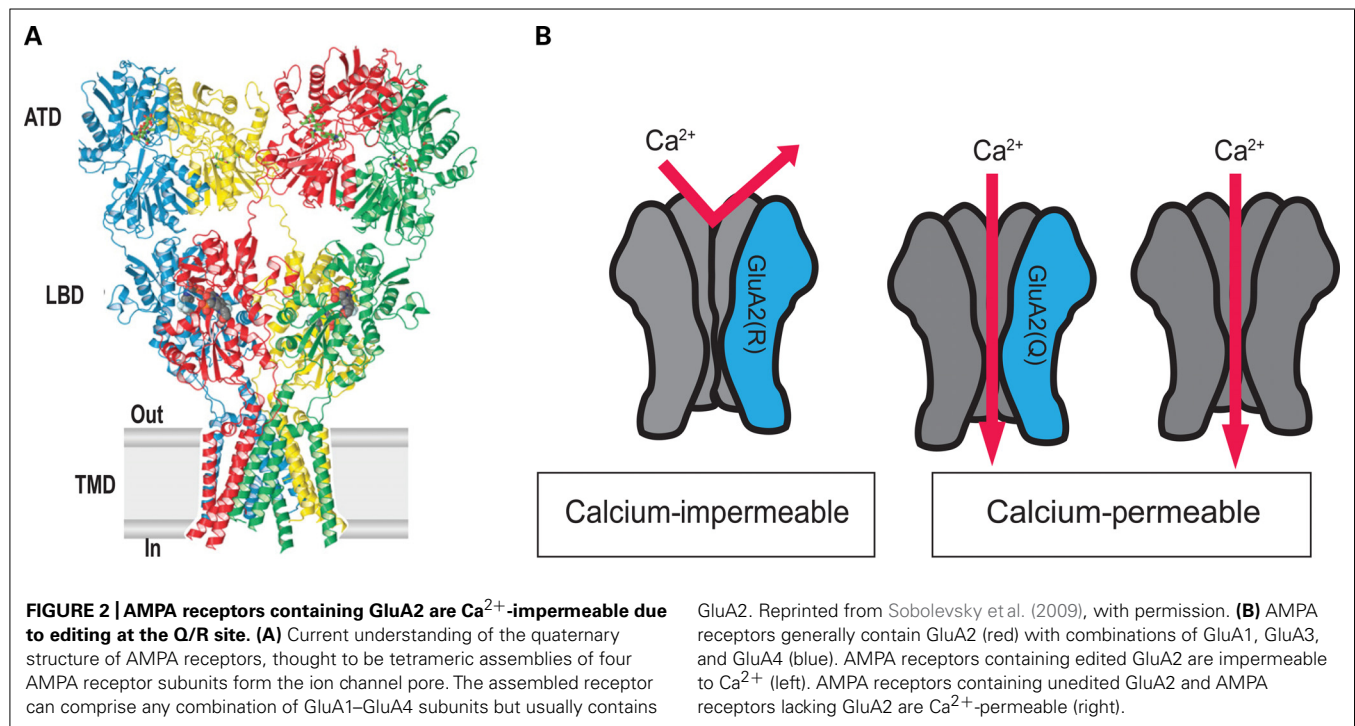 A
ATD
LBD
Out
TMD
In
B
Ca²⁺
Ca²⁺
Ca²⁺
GluA2(R)
GluA2(Q)
Calcium-impermeable
Calcium-permeable
FIGURE 2 | AMPA receptors containing GluA2 are Ca²⁺-impermeable due
to editing at the Q/R site. (A) Current understanding of the quaternary
structure of AMPA receptors, thought to be tetrameric assemblies of four
AMPA receptor subunits form the ion channel pore. The assembled receptor
can comprise any combination of GluA1–GluA4 subunits but usually contains
GluA2. Reprinted from Sobolevsky et al. (2009), with permission. (B) AMPA
receptors generally contain GluA2 (red) with combinations of GluA1, GluA3,
and GluA4 (blue). AMPA receptors containing edited GluA2 are impermeable
to Ca²⁺ (left). AMPA receptors containing unedited GluA2 and AMPA
receptors lacking GluA2 are Ca²⁺-permeable (right).